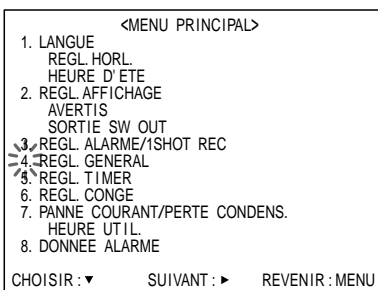 <MENU PRINCIPAL>
1. LANGUE
REGL. HORL.
HEURE D'ETE
2. REGL. AFFICHAGE
AVERTIS
SORTIE SW OUT
3. REGL. ALARME/1SHOT REC
4. REGL. GENERAL
5. REGL. TIMER
6. REGL. CONGE
7. PANNE COURANT/PERTE CONDENS.
HEURE UTIL.
8. DONNEE ALARME
CHOISIR : ▼ SUIVANT : ► REVENIR : MENU